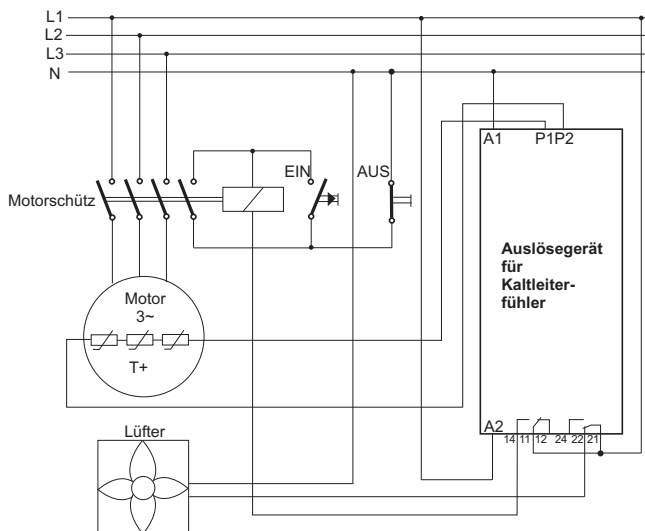 L1
L2
L3
N
EIN
AUS
A1
P1P2
Motorschütz
Auslösegerät
für
Kaltleiter-
fühler
Motor
3~
T+
A2
14 11 12 24 22 21
Lüfter